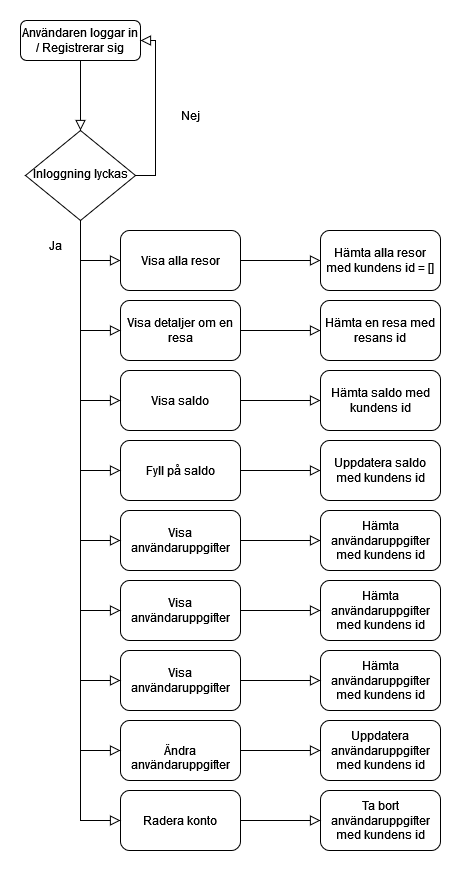 Användaren loggar in
/ Registrerar sig
Nej
Inloggning lyckas
Ja
Visa alla resor
Hämta alla resor
med kundens id = []
Visa detaljer om en
resa
Hämta en resa med
resans id
Visa saldo
Hämta saldo med
kundens id
Fyll på saldo
Uppdatera saldo
med kundens id
Visa
användaruppgifter
Hämta
användaruppgifter
med kundens id
Visa
användaruppgifter
Hämta
användaruppgifter
med kundens id
Visa
användaruppgifter
Hämta
användaruppgifter
med kundens id
Ändra
användaruppgifter
Uppdatera
användaruppgifter
med kundens id
Radera konto
Ta bort
användaruppgifter
med kundens id